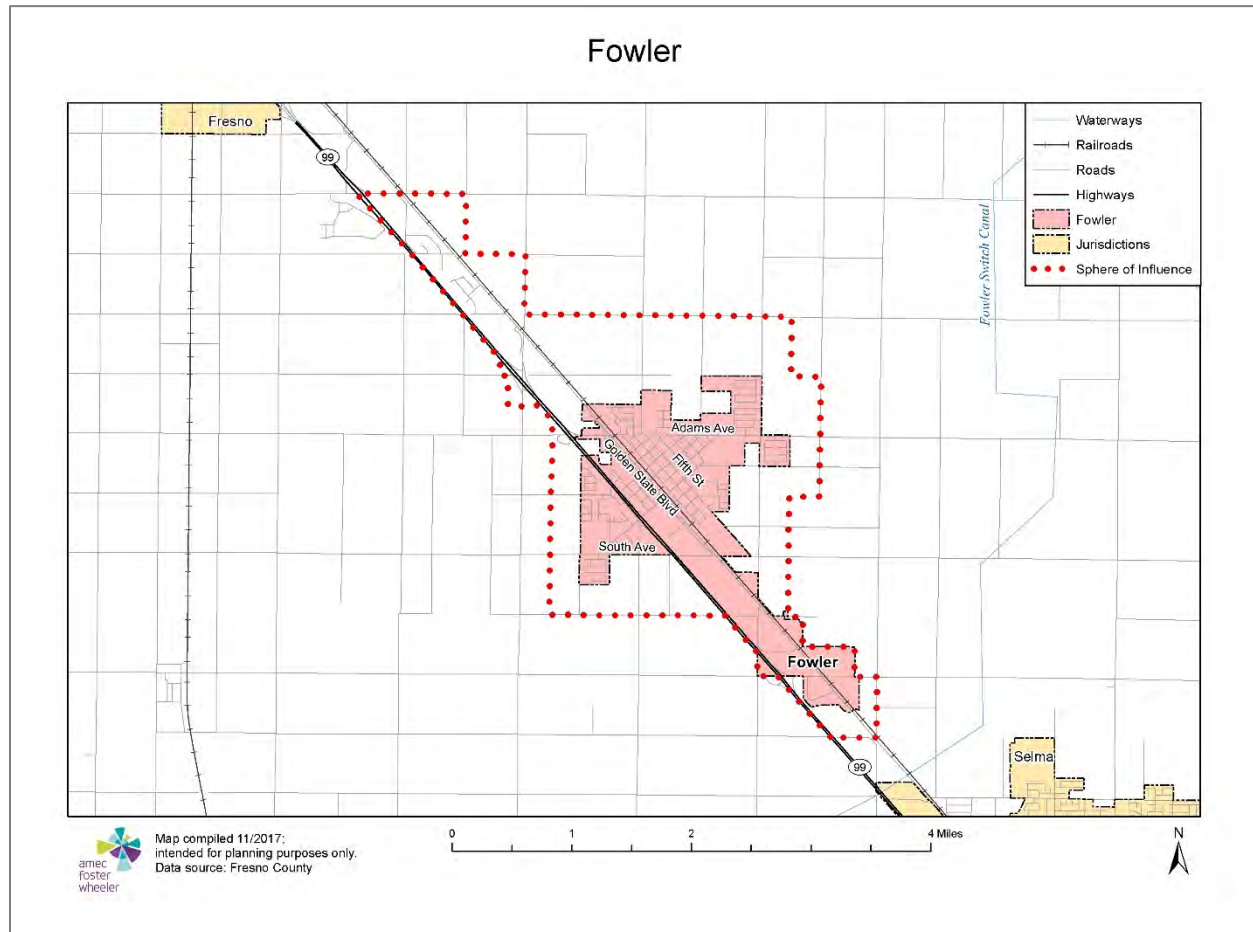 Fowler
Fresno
99
Waterways
Railroads
Roads
Highways
Fowler
Jurisdictions
Sphere of Influence
Fowler Switch Canal
Adams Ave
Fifth St
Golden State Blvd
South Ave
Fowler
Selma
99
amec
foster
wheeler
Map compiled 11/2017;
intended for planning purposes only.
Data source: Fresno County
0 1 2 4 Miles
N